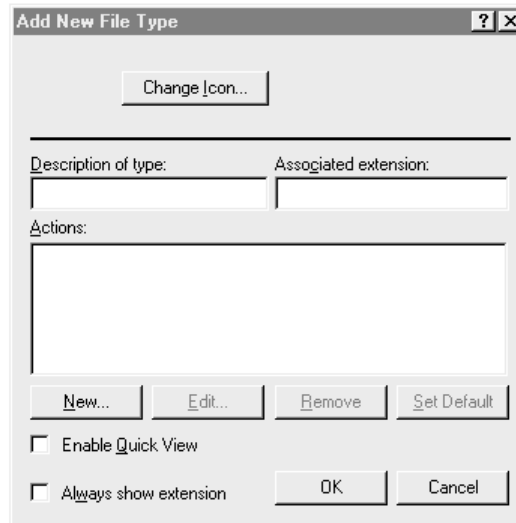 Add New File Type
Change Icon...
Description of type: Associated extension:
Actions:
New... Edit... Remove Set Default
Enable Quick View
Always show extension OK Cancel